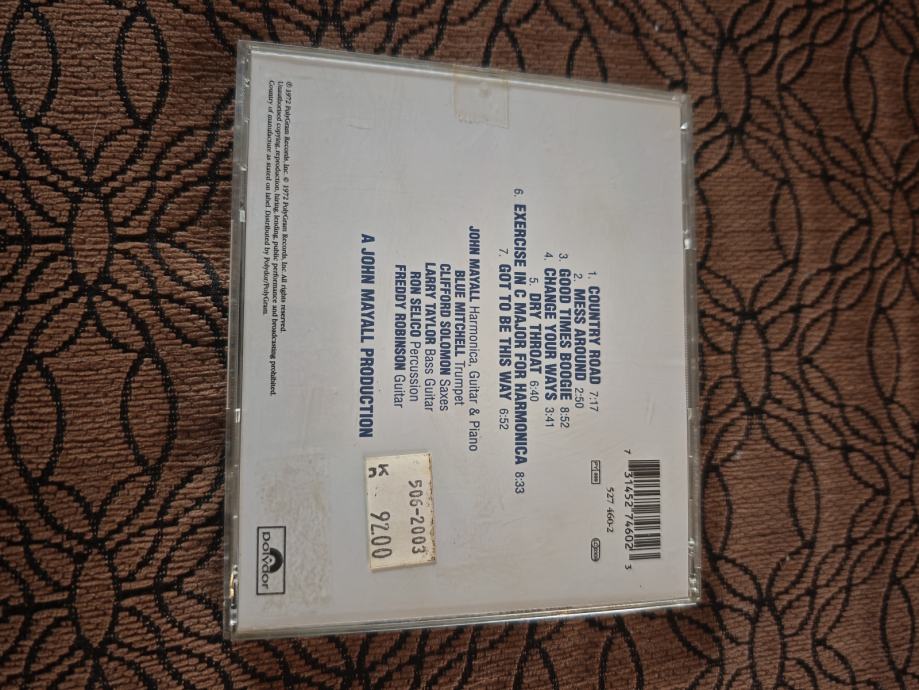 1. COUNTRY ROAD 7:17
2. MESS AROUND 2:50
3. GOOD TIMES BOOGIE 8:52
4. CHANGE YOUR WAYS 3:41
5. DRY THROAT 6:40
6. EXERCISE IN C MAJOR FOR HARMONICA 8:33
7. GOT TO BE THIS WAY 6:52
JOHN MAYALL Harmonica, Guitar & Piano
BLUE MITCHELL Trumpet
CLIFFORD SOLOMON Saxes
LARRY TAYLOR Bass Guitar
RON SELICO Percussion
FREDDY ROBINSON Guitar
A JOHN MAYALL PRODUCTION
7 31452 74602 3
527 460-2
506-2003
92.00
Polydor
℗ 1972 PolyGram Records, Inc. © 1972 PolyGram Records, Inc. All rights reserved.
Unauthorised copying, reproduction, hiring, lending, public performance and broadcasting prohibited.
Country of manufacture as stated on label. Distributed by Polydor/PolyGram.